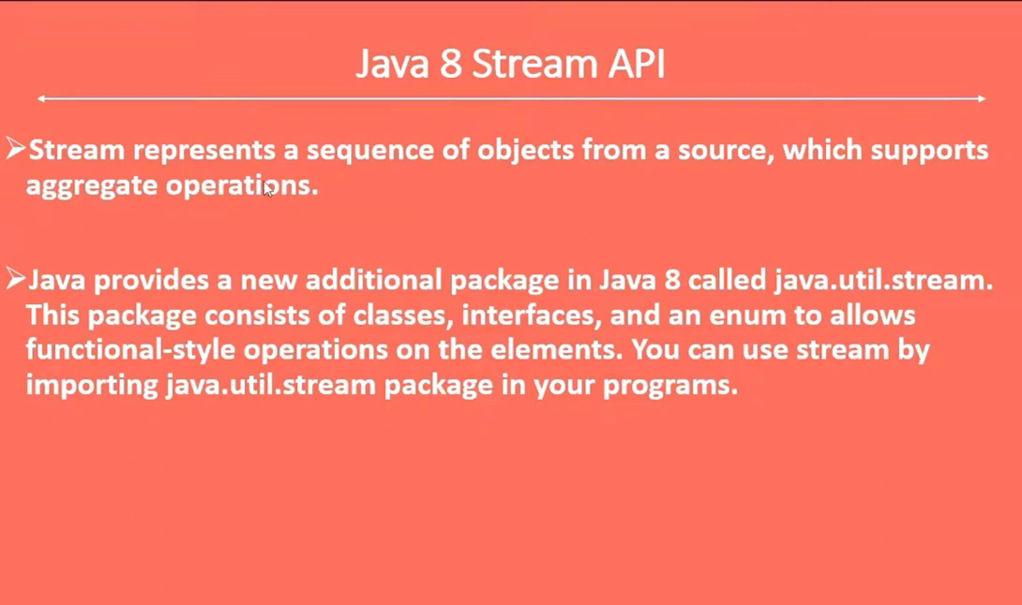 Java 8 Stream API
➢Stream represents a sequence of objects from a source, which supports
aggregate operations.
➢Java provides a new additional package in Java 8 called java.util.stream.
This package consists of classes, interfaces, and an enum to allows
functional-style operations on the elements. You can use stream by
importing java.util.stream package in your programs.